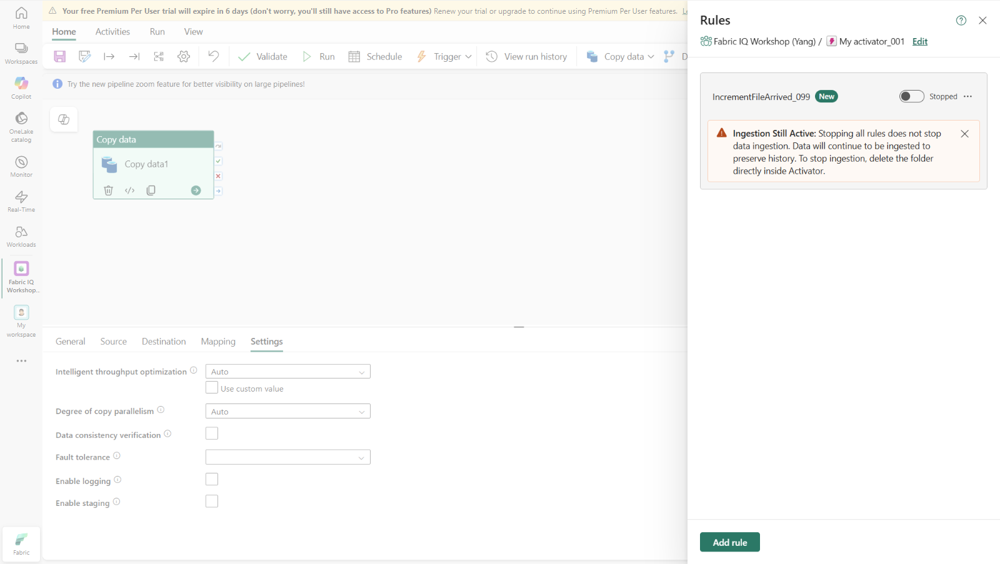 Your free Premium Per User trial will expire in 6 days (don't worry, you'll still have access to Pro features) Renew your trial or upgrade to continue using Premium Per User features.
Home
Workspaces
Copilot
OneLake
catalog
Monitor
Real-Time
Workloads
Fabric IQ
Workshop...
My
workspace
Fabric
Home Activities Run View
Validate Run Schedule Trigger View run history Copy data
Try the new pipeline zoom feature for better visibility on large pipelines!
Copy data
Copy data1
General Source Destination Mapping Settings
Intelligent throughput optimization Auto
Use custom value
Degree of copy parallelism Auto
Data consistency verification
Fault tolerance
Enable logging
Enable staging
Rules
Fabric IQ Workshop (Yang) / My activator_001 Edit
IncrementFileArrived_099 New Stopped
Ingestion Still Active: Stopping all rules does not stop
data ingestion. Data will continue to be ingested to
preserve history. To stop ingestion, delete the folder
directly inside Activator.
Add rule